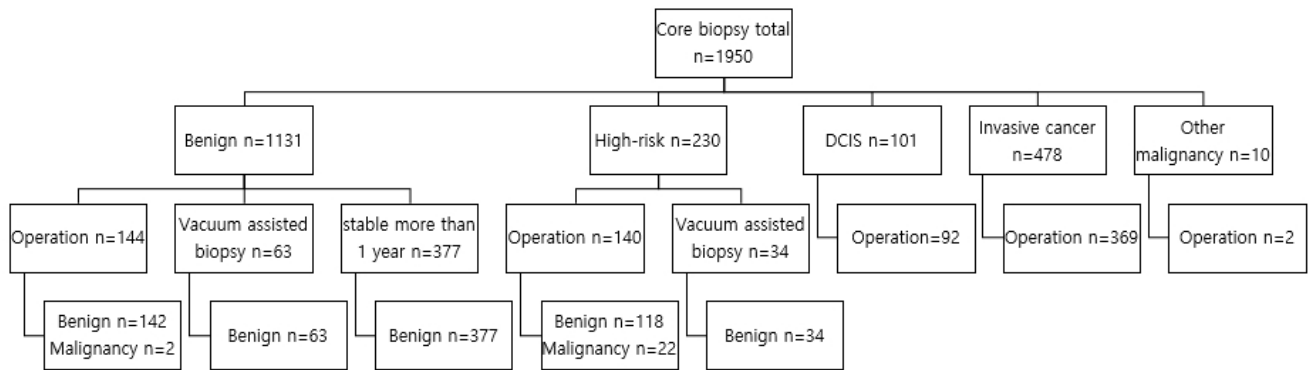 Core biopsy total
n=1950
Benign n=1131
High-risk n=230
DCIS n=101
Invasive cancer
n=478
Other
malignancy n=10
Operation n=144
Vacuum assisted
biopsy n=63
stable more than
1 year n=377
Operation n=140
Vacuum assisted
biopsy n=34
Operation=92
Operation n=369
Operation n=2
Benign n=142
Malignancy n=2
Benign n=63
Benign n=377
Benign n=118
Malignancy n=22
Benign n=34